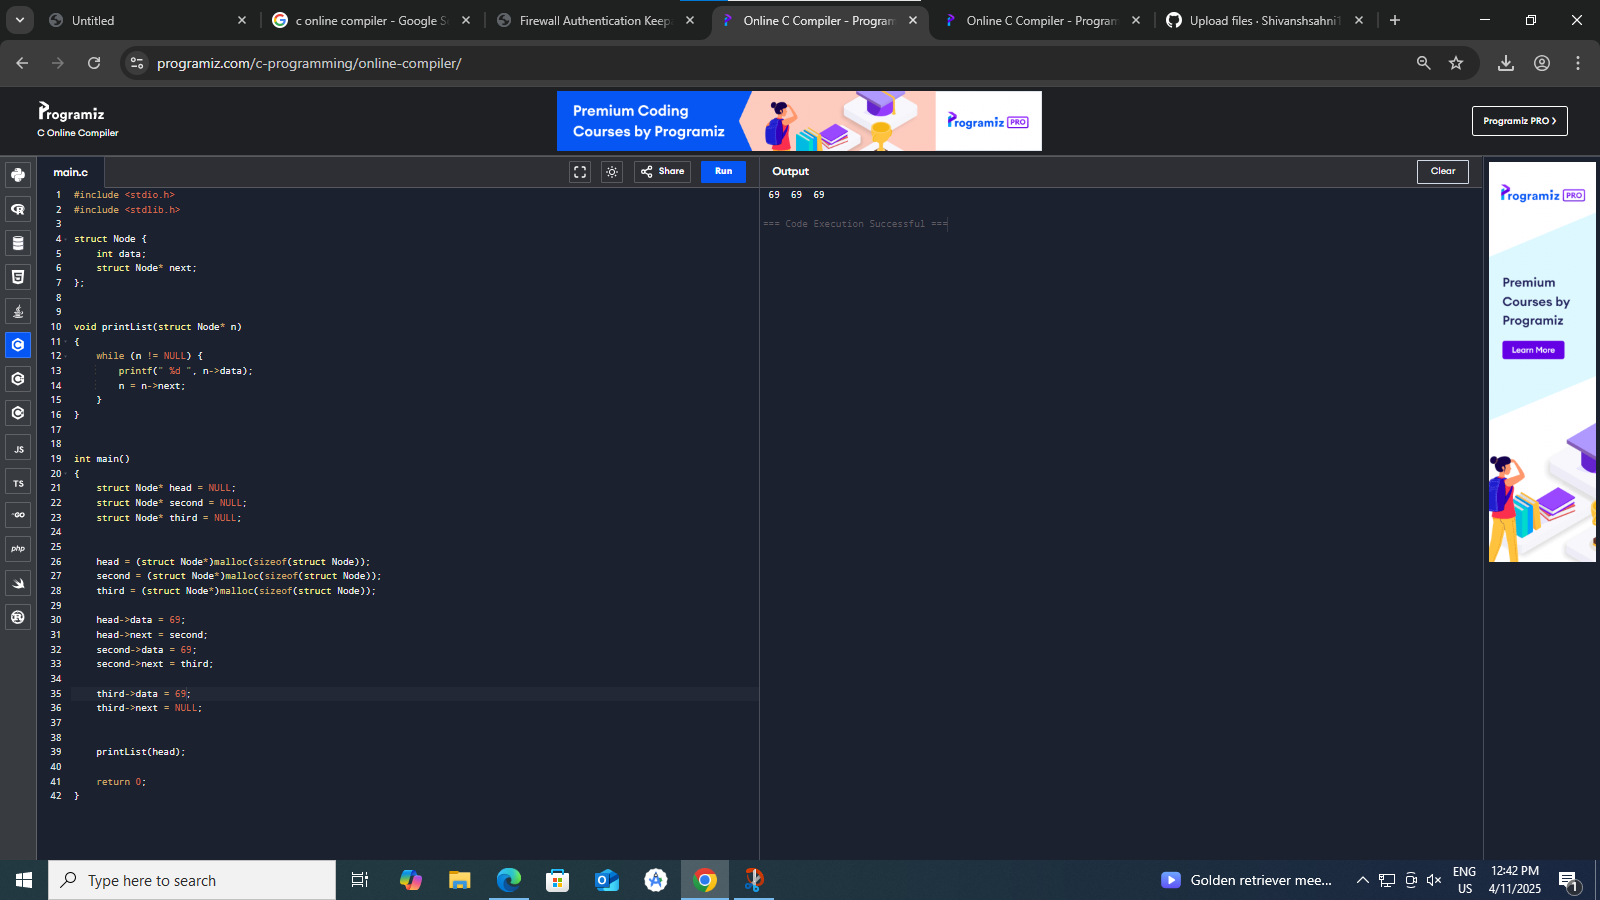 Untitled
c online compiler - Google Se
Firewall Authentication Keepa
Online C Compiler - Program
Online C Compiler - Program
Upload files · Shivanshsahni1
programiz.com/c-programming/online-compiler/
Programiz
C Online Compiler
Premium Coding
Courses by Programiz
Programiz PRO
Programiz PRO >
main.c
Share
Run
Output
Clear
1 #include <stdio.h>
2 #include <stdlib.h>
3
4 struct Node {
5 int data;
6 struct Node* next;
7 };
8
9
10 void printList(struct Node* n)
11 {
12 while (n != NULL) {
13 printf(" %d ", n->data);
14 n = n->next;
15 }
16 }
17
18
19 int main()
20 {
21 struct Node* head = NULL;
22 struct Node* second = NULL;
23 struct Node* third = NULL;
24
25
26 head = (struct Node*)malloc(sizeof(struct Node));
27 second = (struct Node*)malloc(sizeof(struct Node));
28 third = (struct Node*)malloc(sizeof(struct Node));
29
30 head->data = 69;
31 head->next = second;
32 second->data = 69;
33 second->next = third;
34
35 third->data = 69;
36 third->next = NULL;
37
38
39 printList(head);
40
41 return 0;
42 }
69 69 69
=== Code Execution Successful ===
JS
TS
GO
php
Programiz PRO
Premium
Courses by
Programiz
Learn More
Type here to search
Golden retriever mee...
ENG
US
12:42 PM
4/11/2025
1